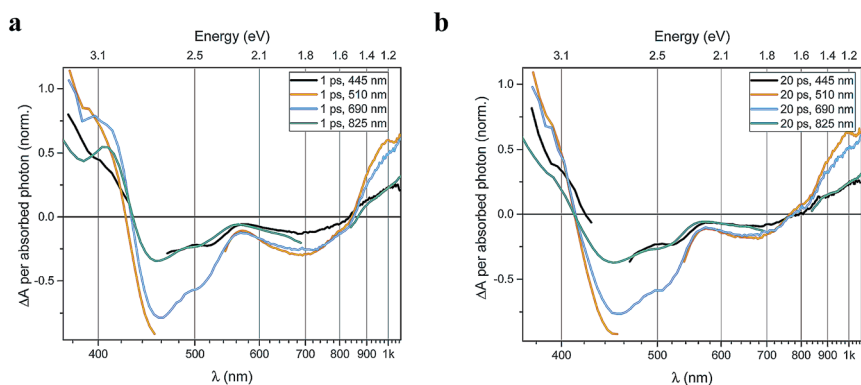 a
Energy (eV)
3.1 2.5 2.1 1.8 1.6 1.4 1.2
1 ps, 445 nm
1 ps, 510 nm
1 ps, 690 nm
1 ps, 825 nm
ΔA per absorbed photon (norm.)
1.0
0.5
0.0
-0.5
400 500 600 700 800 900 1k
λ (nm)
b
Energy (eV)
3.1 2.5 2.1 1.8 1.6 1.4 1.2
20 ps, 445 nm
20 ps, 510 nm
20 ps, 690 nm
20 ps, 825 nm
ΔA per absorbed photon (norm.)
1.0
0.5
0.0
-0.5
400 500 600 700 800 900 1k
λ (nm)